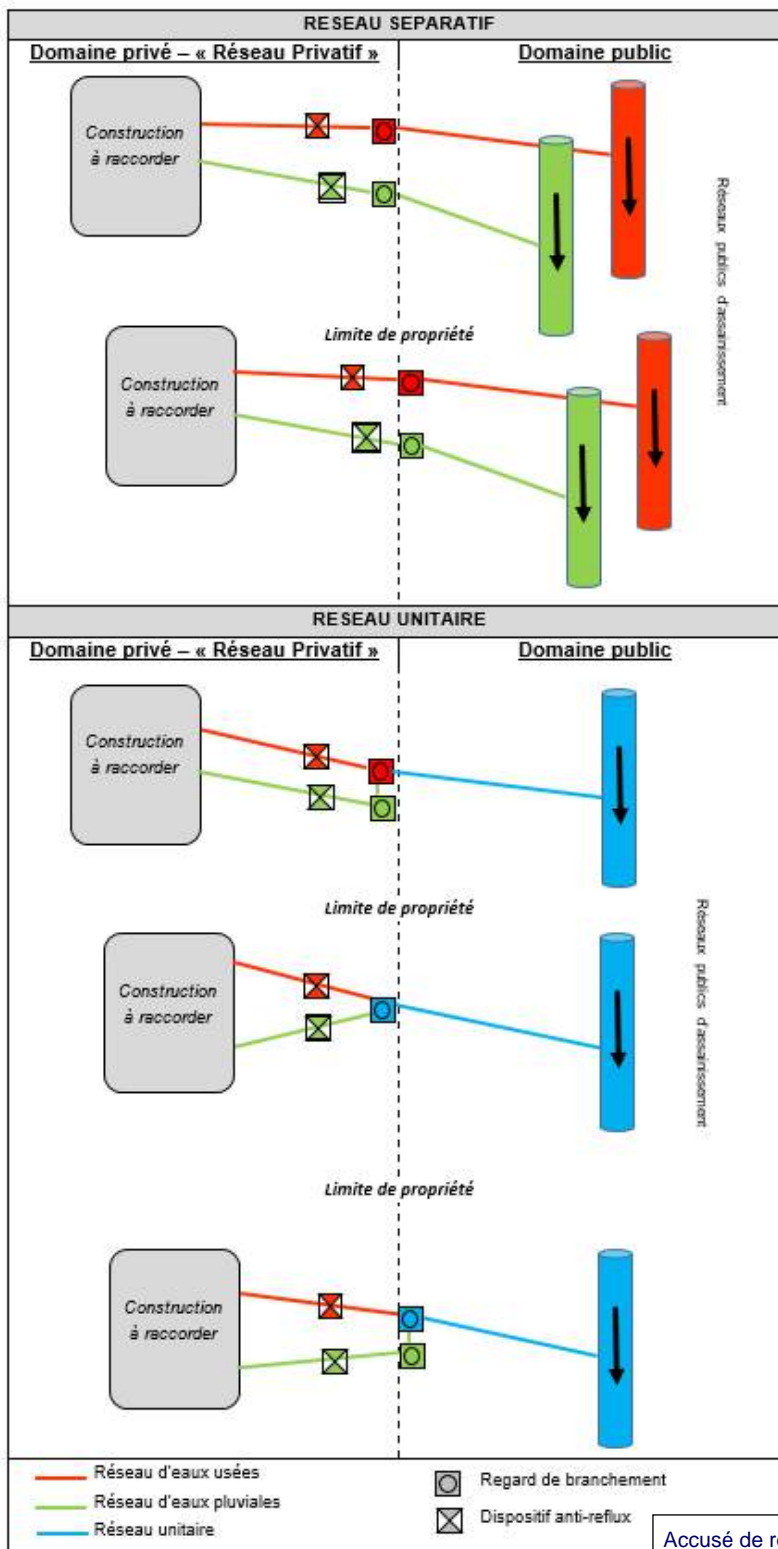 RESEAU SEPARATIF
Domaine privé – « Réseau Privatif »
Domaine public
Construction
à raccorder
Réseaux publics d'assainissement
Limite de propriété
Construction
à raccorder
RESEAU UNITAIRE
Domaine privé – « Réseau Privatif »
Domaine public
Construction
à raccorder
Limite de propriété
Réseaux publics d'assainissement
Construction
à raccorder
Limite de propriété
Construction
à raccorder
Réseau d'eaux usées
Réseau d'eaux pluviales
Réseau unitaire
Regard de branchement
Dispositif anti-reflux
Accusé de